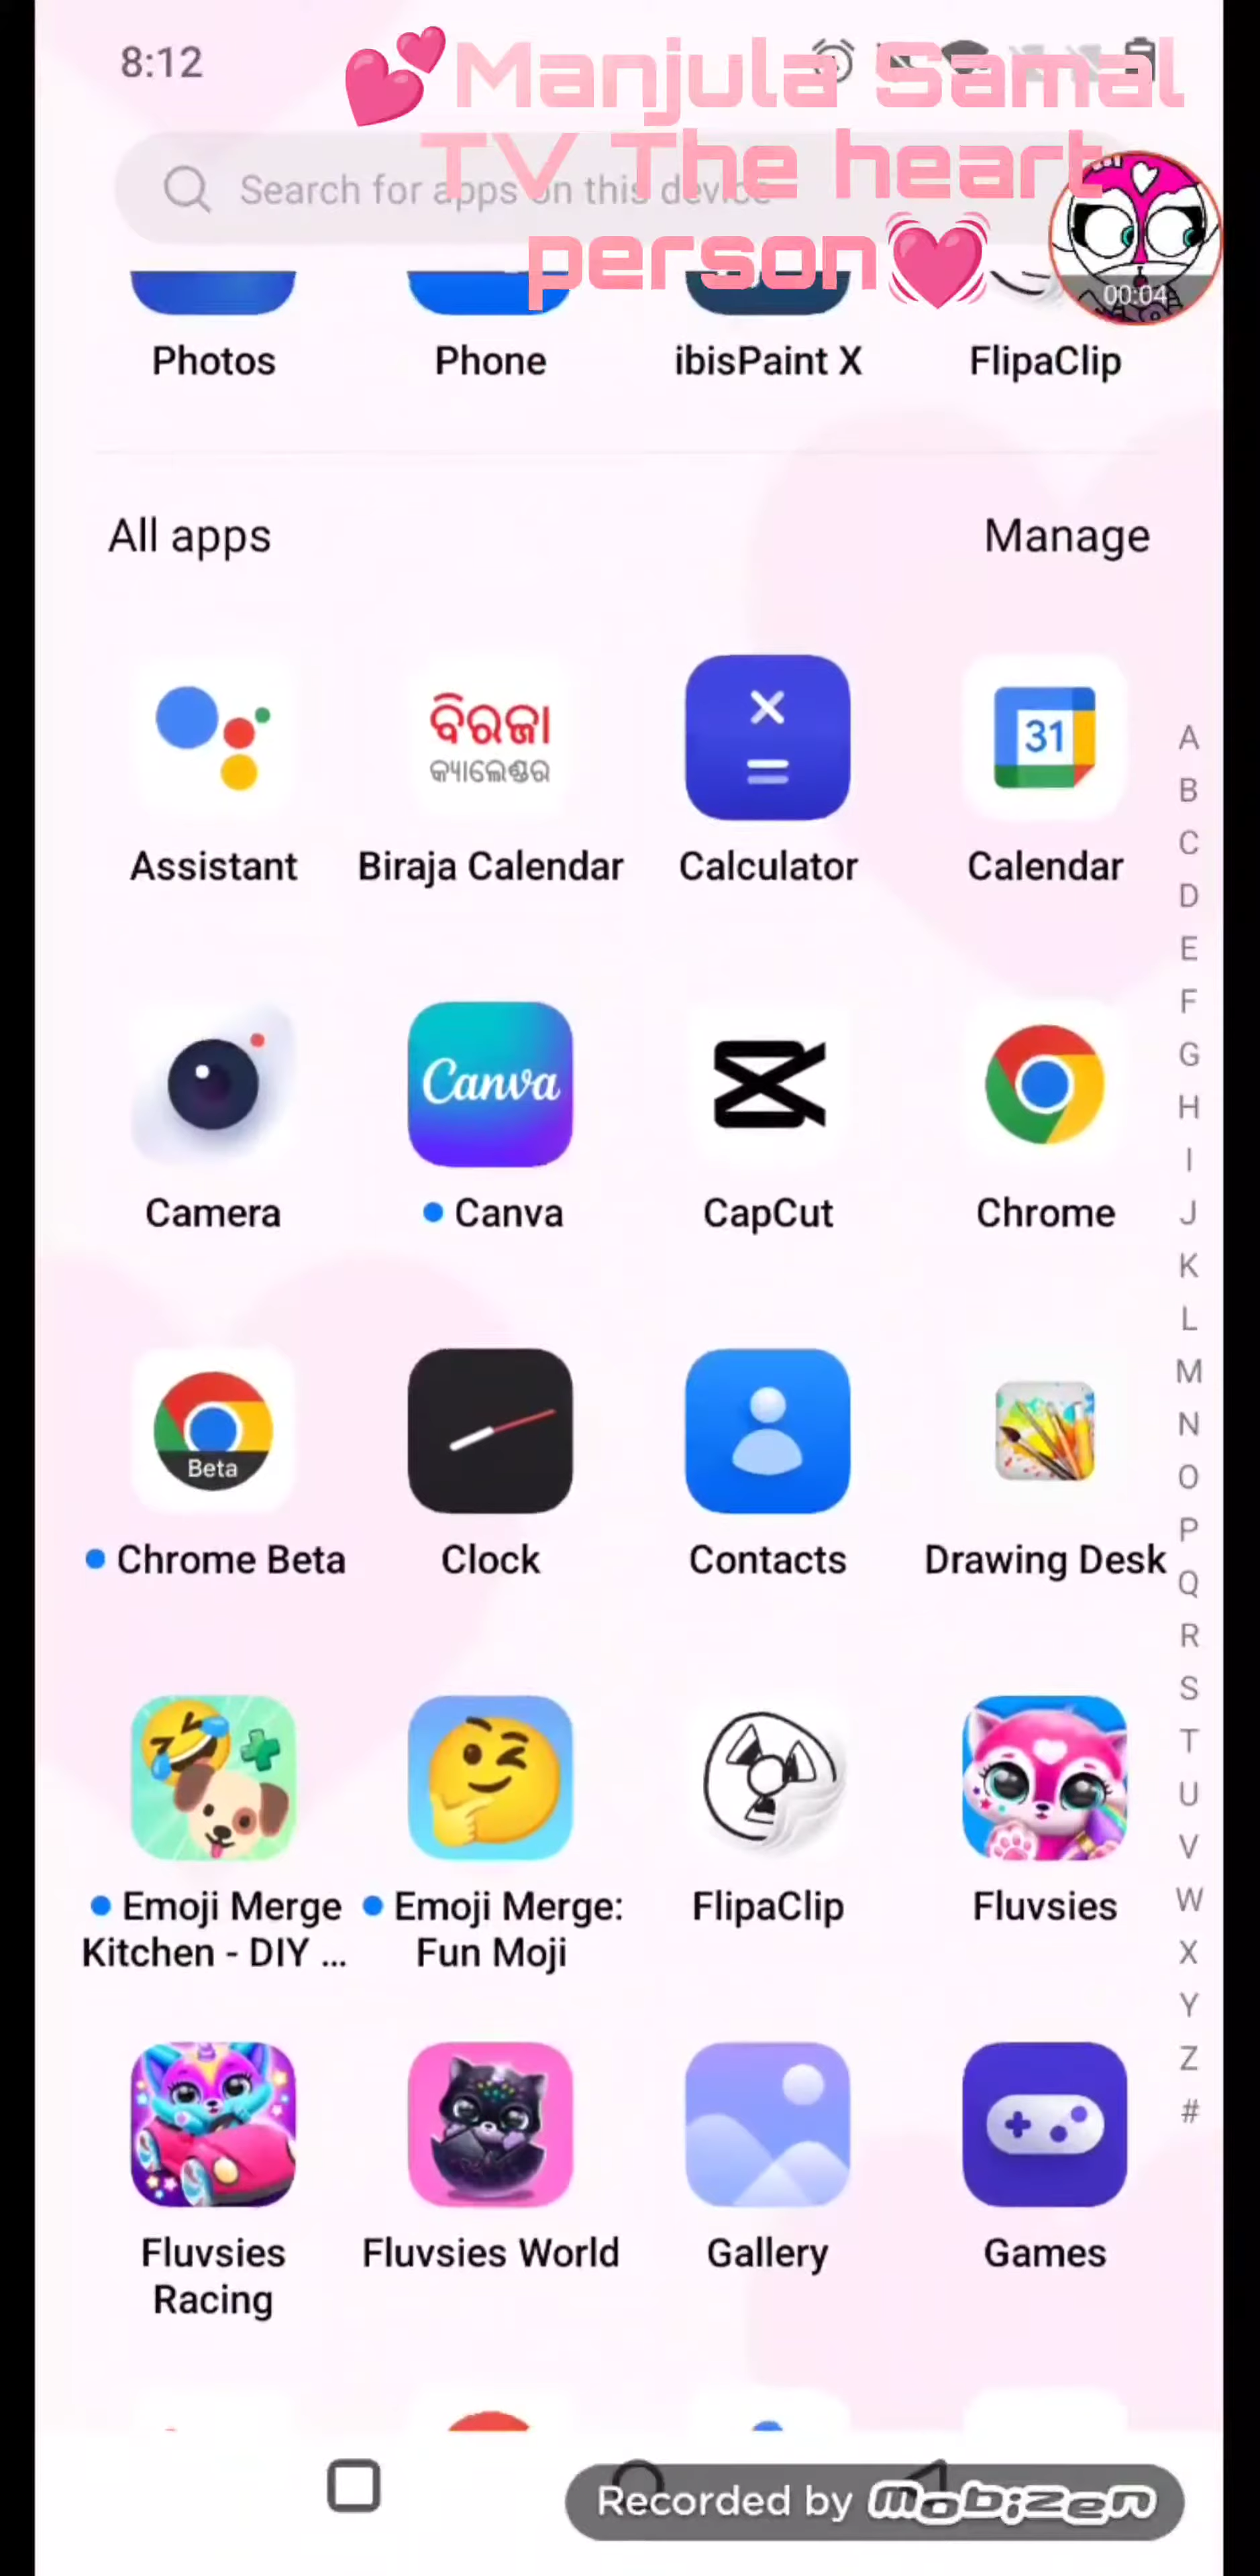 8:12
💕Manjula Samal
TV The heart
person💓
Search for apps on this device
00:04
Photos
Phone
ibisPaint X
FlipaClip
All apps
Manage
ବିରଜା
କ୍ୟାଲେଣ୍ଡର
31
Assistant
Biraja Calendar
Calculator
Calendar
Canva
Camera
Canva
CapCut
Chrome
Beta
Chrome Beta
Clock
Contacts
Drawing Desk
Emoji Merge
Kitchen - DIY ...
Emoji Merge:
Fun Moji
FlipaClip
Fluvsies
Fluvsies
Racing
Fluvsies World
Gallery
Games
A
B
C
D
E
F
G
H
I
J
K
L
M
N
O
P
Q
R
S
T
U
V
W
X
Y
Z
#
Recorded by mobizen